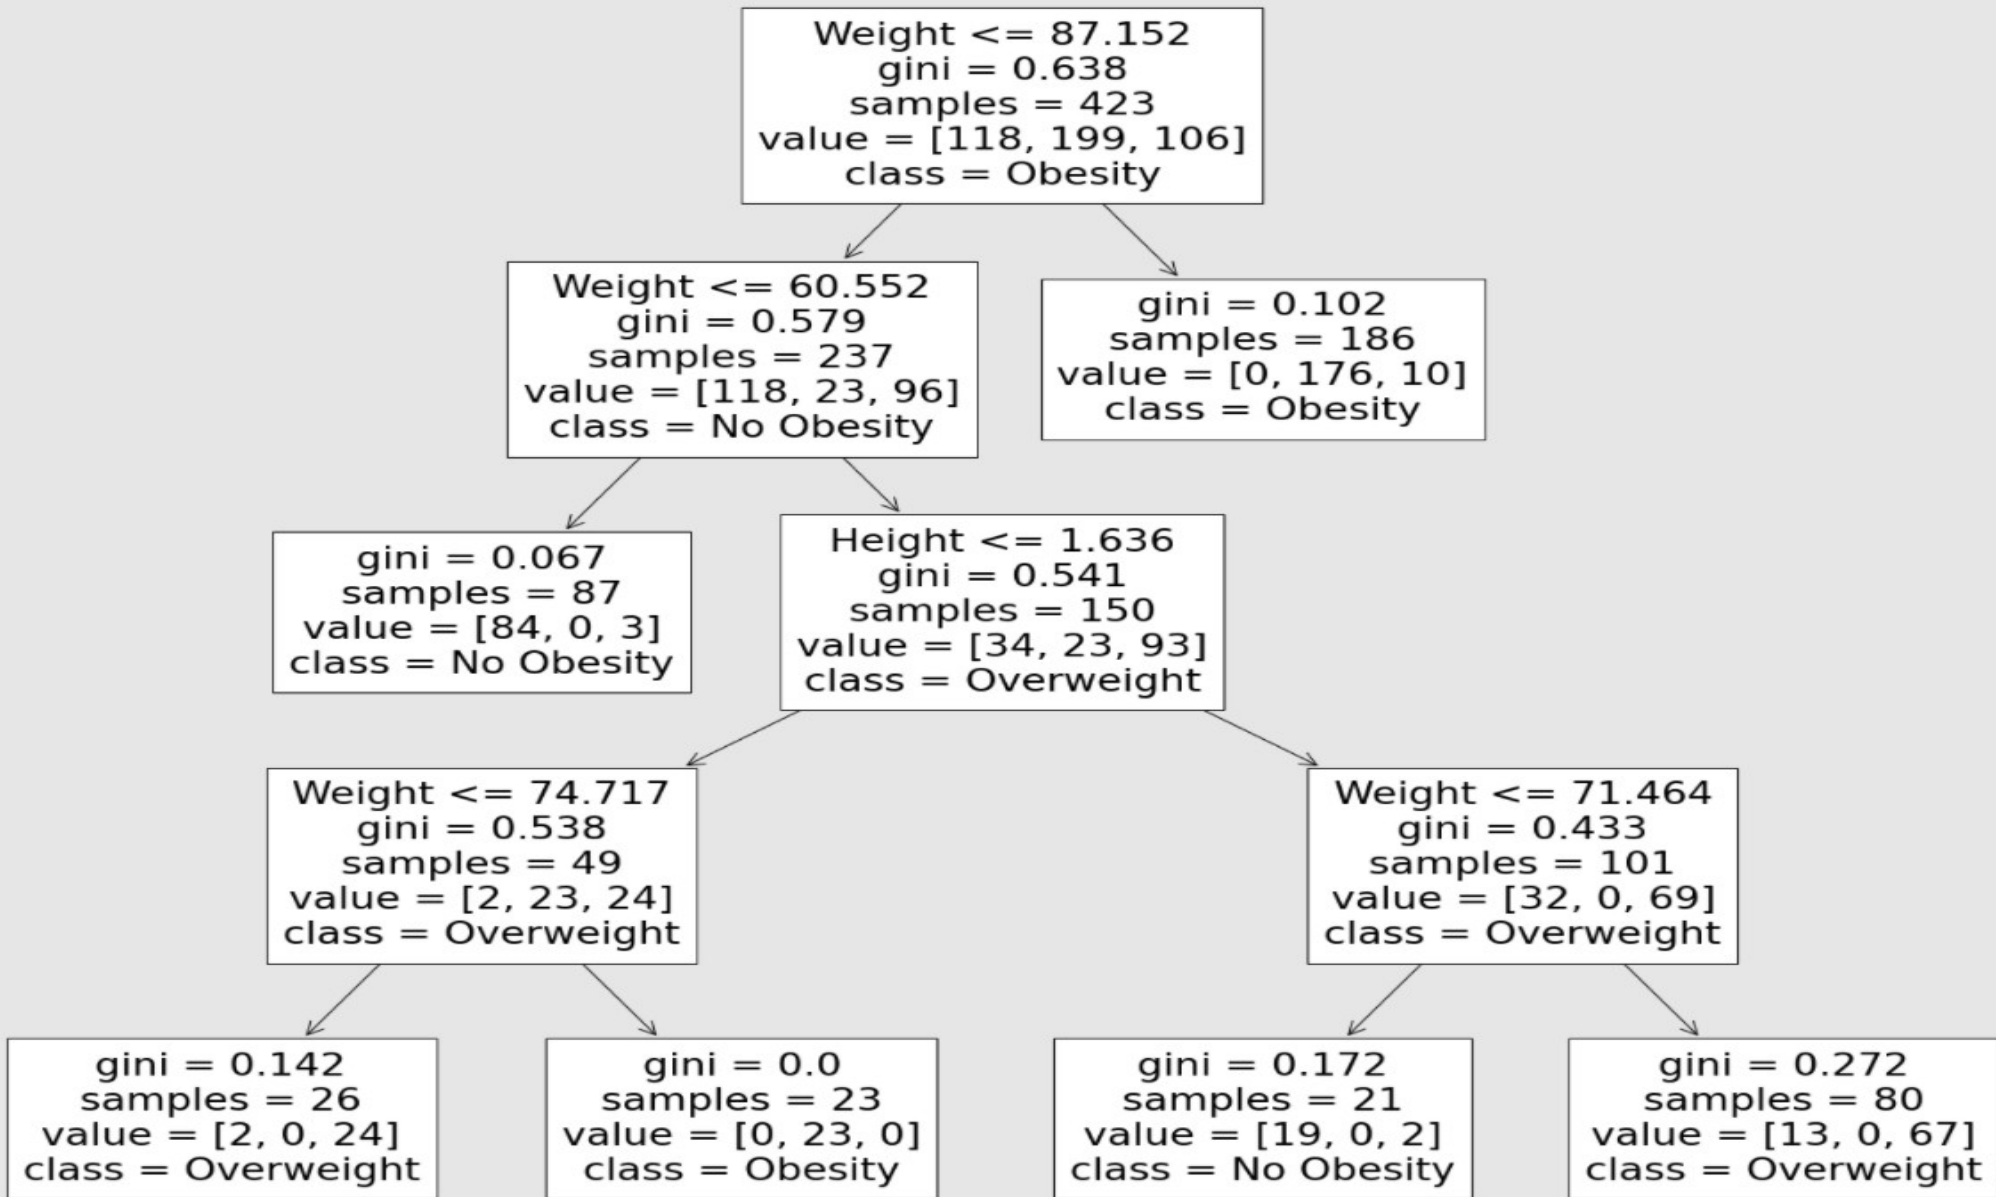 Weight <= 87.152
gini = 0.638
samples = 423
value = [118, 199, 106]
class = Obesity
Weight <= 60.552
gini = 0.579
samples = 237
value = [118, 23, 96]
class = No Obesity
gini = 0.102
samples = 186
value = [0, 176, 10]
class = Obesity
gini = 0.067
samples = 87
value = [84, 0, 3]
class = No Obesity
Height <= 1.636
gini = 0.541
samples = 150
value = [34, 23, 93]
class = Overweight
Weight <= 74.717
gini = 0.538
samples = 49
value = [2, 23, 24]
class = Overweight
Weight <= 71.464
gini = 0.433
samples = 101
value = [32, 0, 69]
class = Overweight
gini = 0.142
samples = 26
value = [2, 0, 24]
class = Overweight
gini = 0.0
samples = 23
value = [0, 23, 0]
class = Obesity
gini = 0.172
samples = 21
value = [19, 0, 2]
class = No Obesity
gini = 0.272
samples = 80
value = [13, 0, 67]
class = Overweight